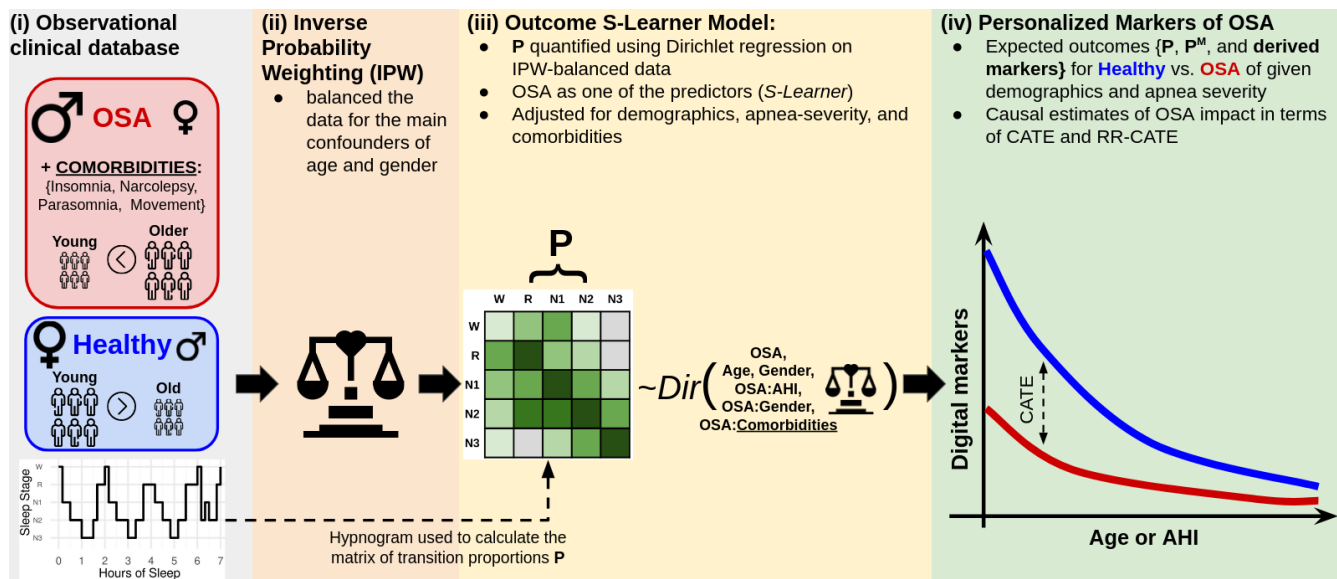 (i) Observational
clinical database
OSA
+ COMORBIDITIES:
{Insomnia, Narcolepsy,
Parasomnia, Movement}
Young
<
Older
Healthy
Young
>
Old
Sleep Stage
W
R
N1
N2
N3
0 1 2 3 4 5 6 7
Hours of Sleep
(ii) Inverse
Probability
Weighting (IPW)
● balanced the
data for the main
confounders of
age and gender
(iii) Outcome S-Learner Model:
● P quantified using Dirichlet regression on
IPW-balanced data
● OSA as one of the predictors (S-Learner)
● Adjusted for demographics, apnea-severity, and
comorbidities
P
W R N1 N2 N3
W
R
N1
N2
N3
~Dir(
OSA,
Age, Gender,
OSA:AHI,
OSA:Gender,
OSA:Comorbidities
)
Hypnogram used to calculate the
matrix of transition proportions P
(iv) Personalized Markers of OSA
● Expected outcomes {P, Pᴹ, and derived
markers} for Healthy vs. OSA of given
demographics and apnea severity
● Causal estimates of OSA impact in terms
of CATE and RR-CATE
Digital markers
CATE
Age or AHI